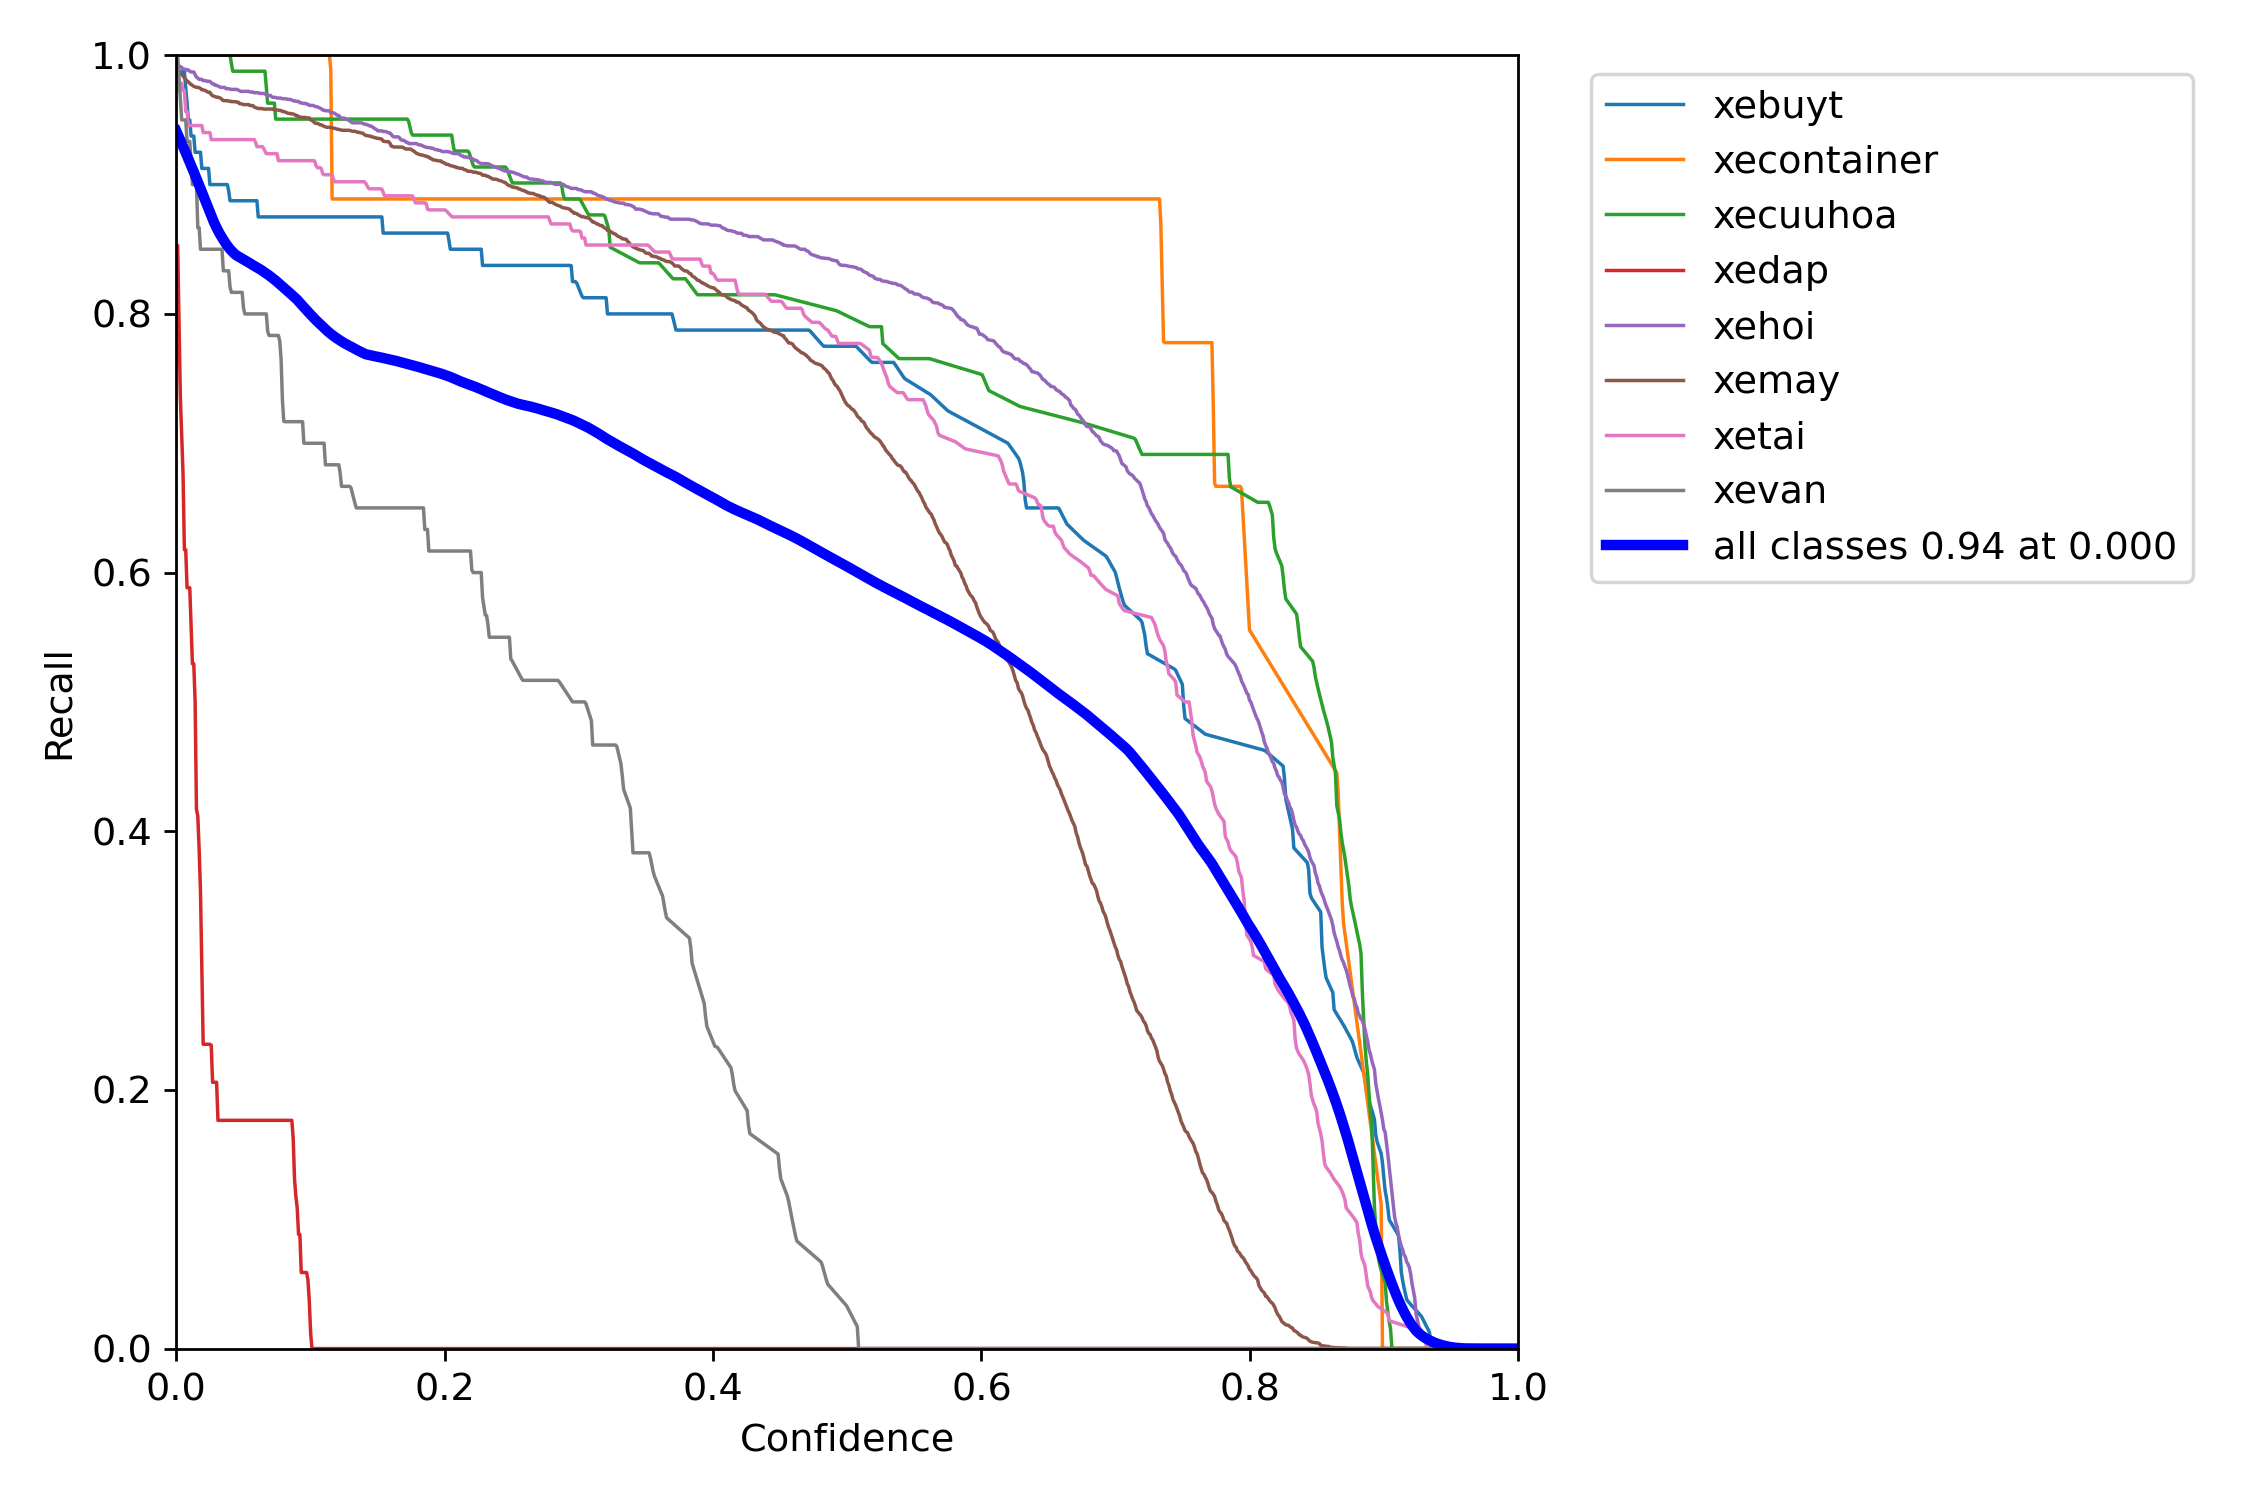 1.0
0.8
0.6
0.4
0.2
0.0
Recall
0.0 0.2 0.4 0.6 0.8 1.0
Confidence
xebuyt
xecontainer
xecuuhoa
xedap
xehoi
xemay
xetai
xevan
all classes 0.94 at 0.000